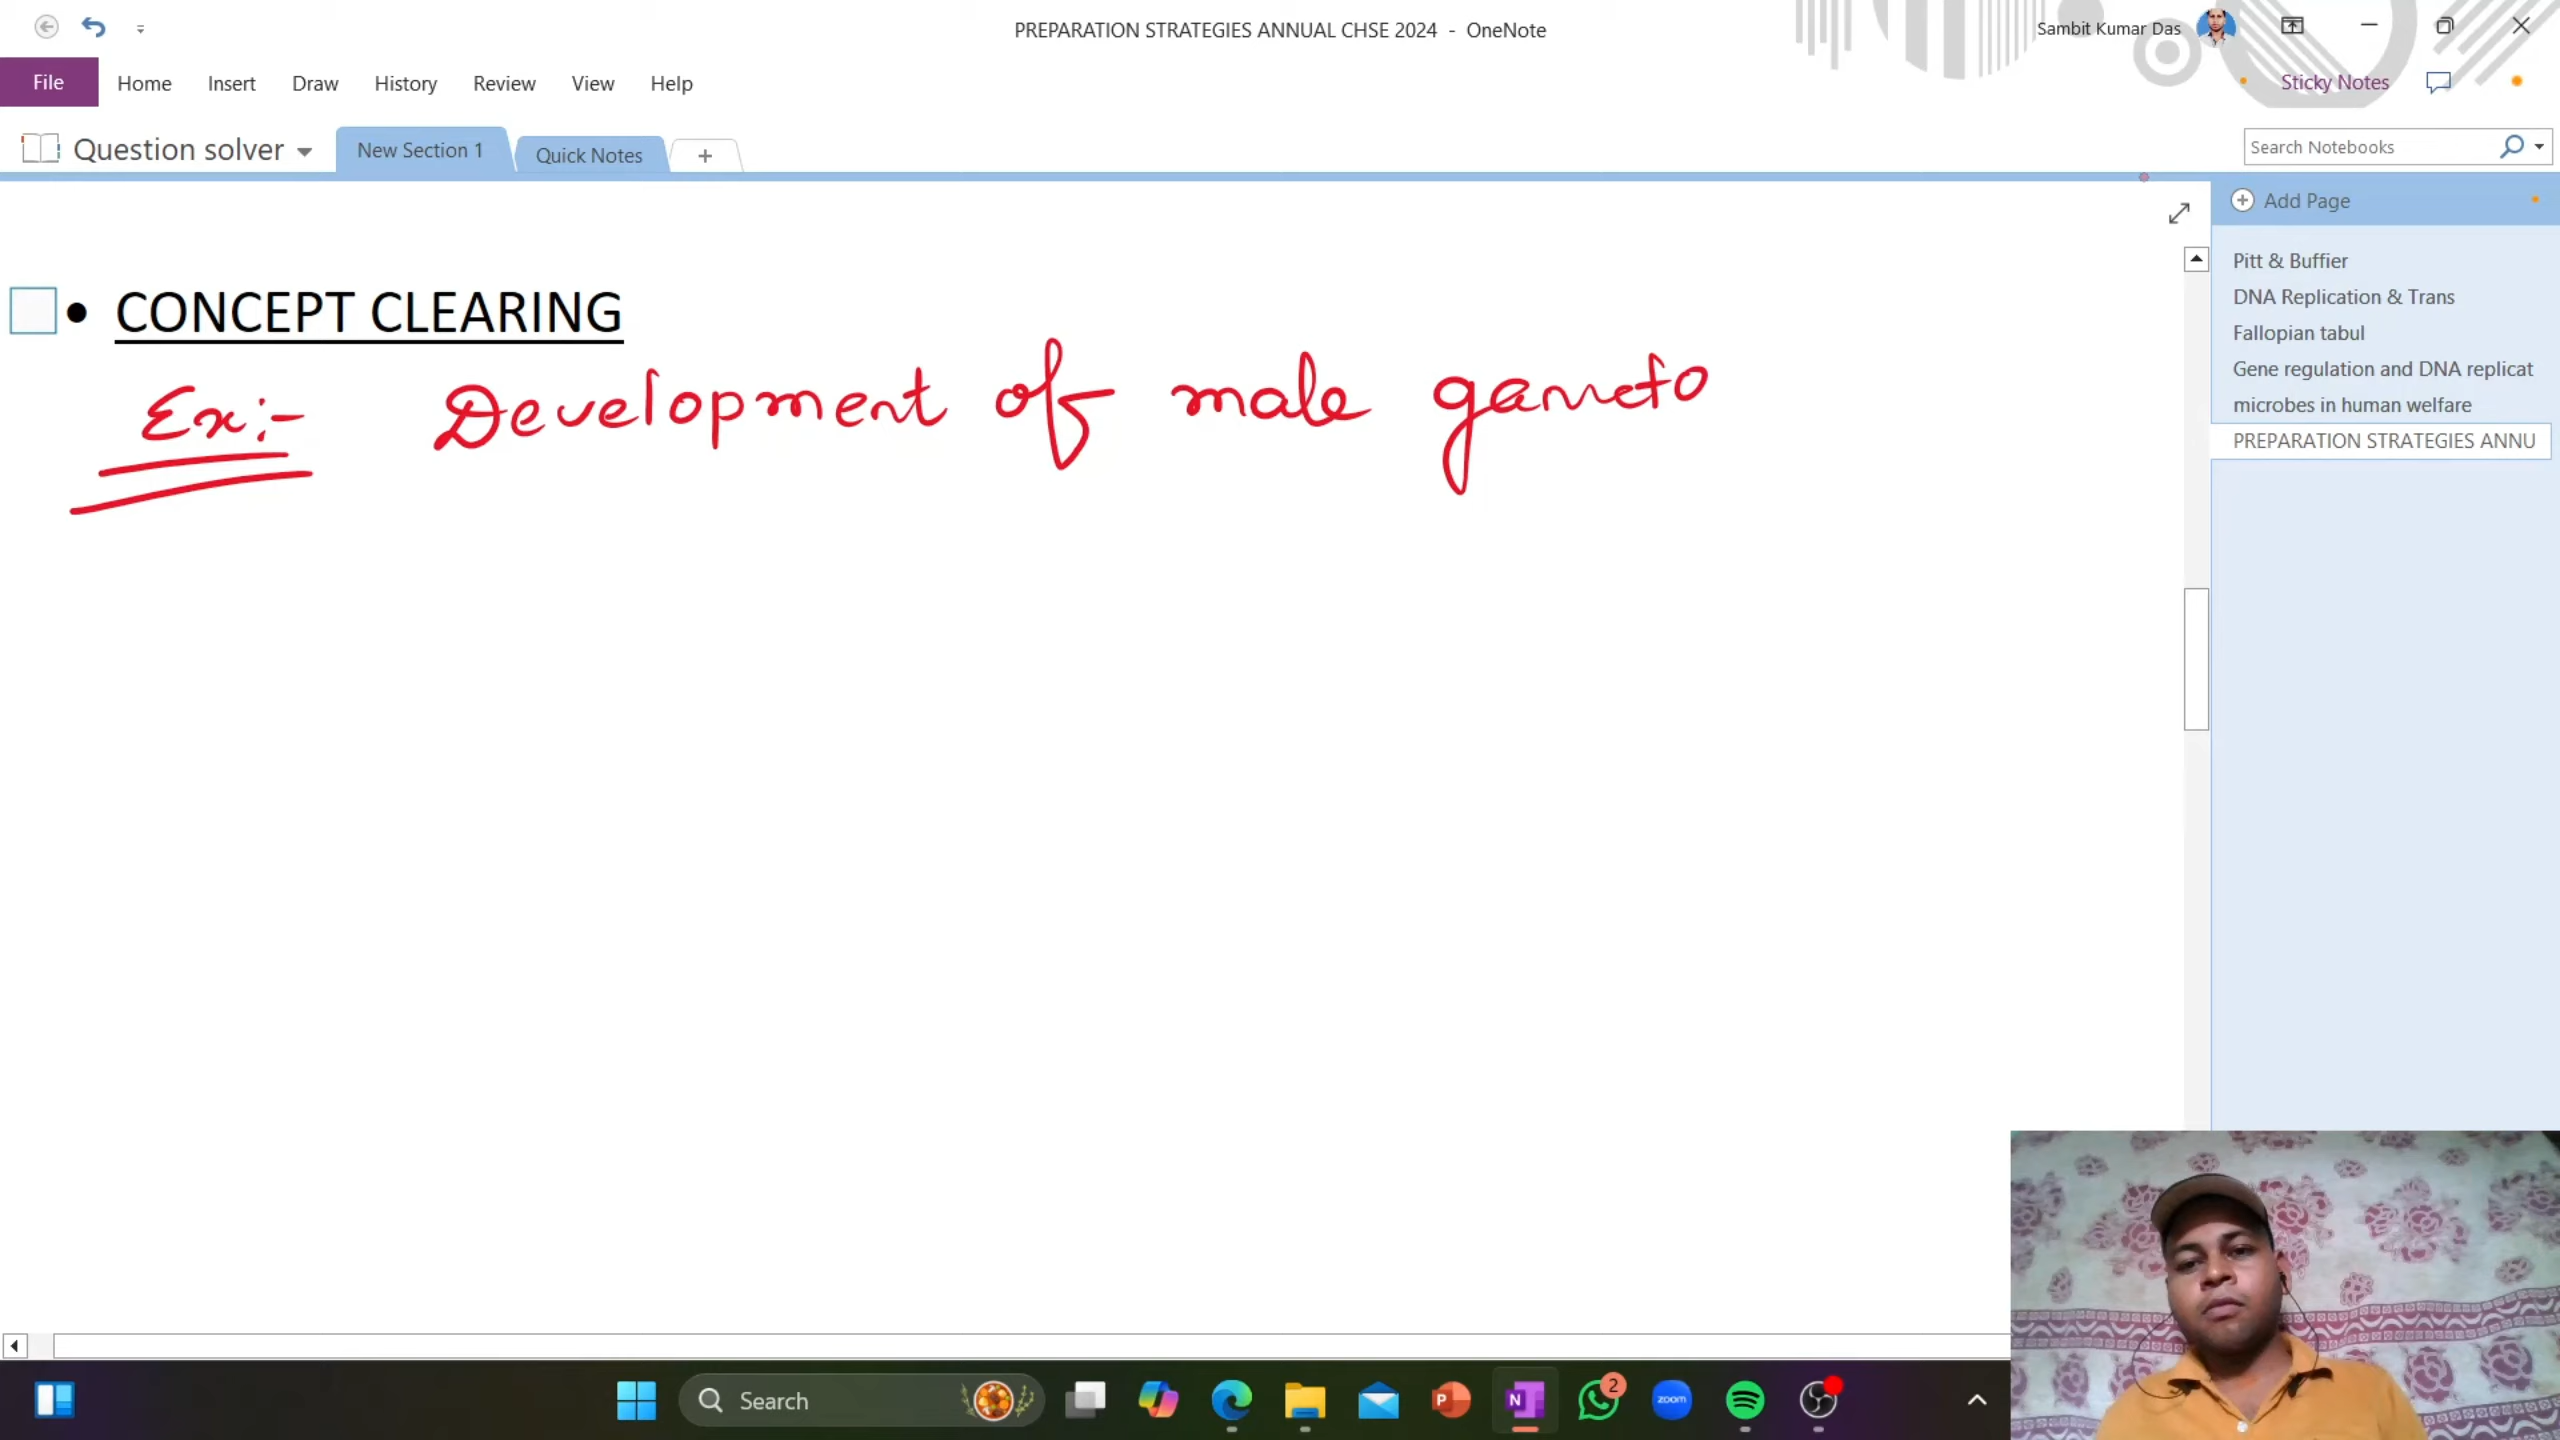 PREPARATION STRATEGIES ANNUAL CHSE 2024 - OneNote
Sambit Kumar Das
File Home Insert Draw History Review View Help
Sticky Notes
Question solver
New Section 1
Quick Notes
Search Notebooks
Add Page
Pitt & Buffier
DNA Replication & Trans
Fallopian tabul
Gene regulation and DNA replicat
microbes in human welfare
PREPARATION STRATEGIES ANNU
• CONCEPT CLEARING
Ex:- Development of male gameto
Search
P
N
2
zoom